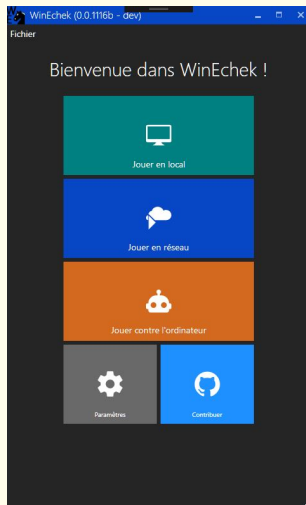 WinEchek (0.0.1116b - dev)
Fichier
Bienvenue dans WinEchek !
Jouer en local
Jouer en réseau
Jouer contre l'ordinateur
Paramètres
Contribuer